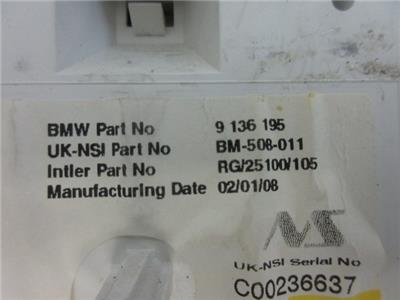 BMW Part No 9 136 195
UK-NSI Part No BM-508-011
Intler Part No RG/25100/105
Manufacturing Date 02/01/08
UK-NSI Serial No
C00236637